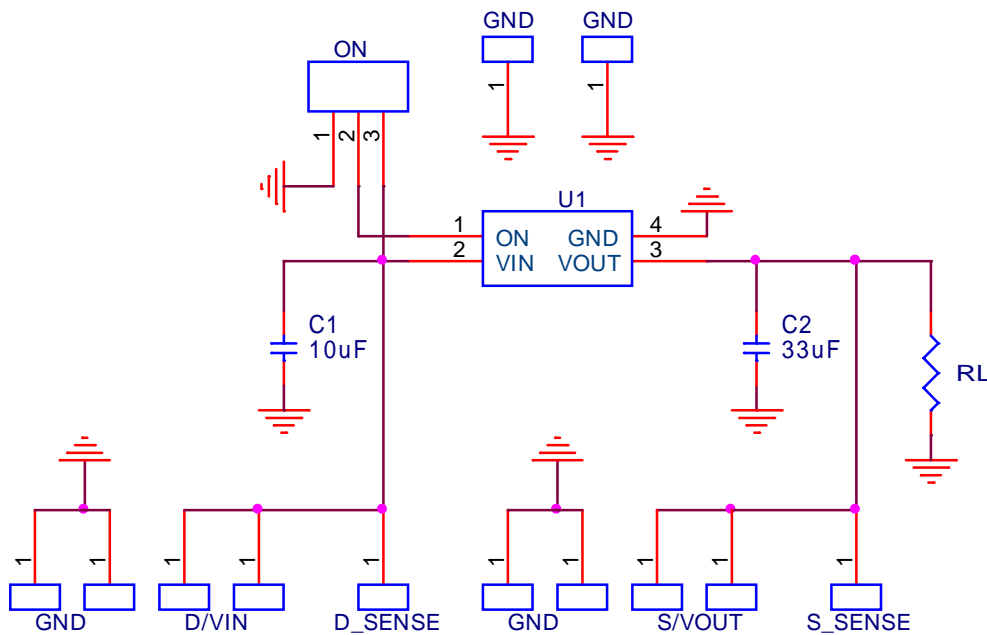 GND GND
ON
1 1
1 2 3
U1
1 ON GND 4
2 VIN VOUT 3
C1 C2
10uF 33uF
RL
1 1 1 1 1 1 1 1 1 1
GND D/VIN D_SENSE GND S/VOUT S_SENSE